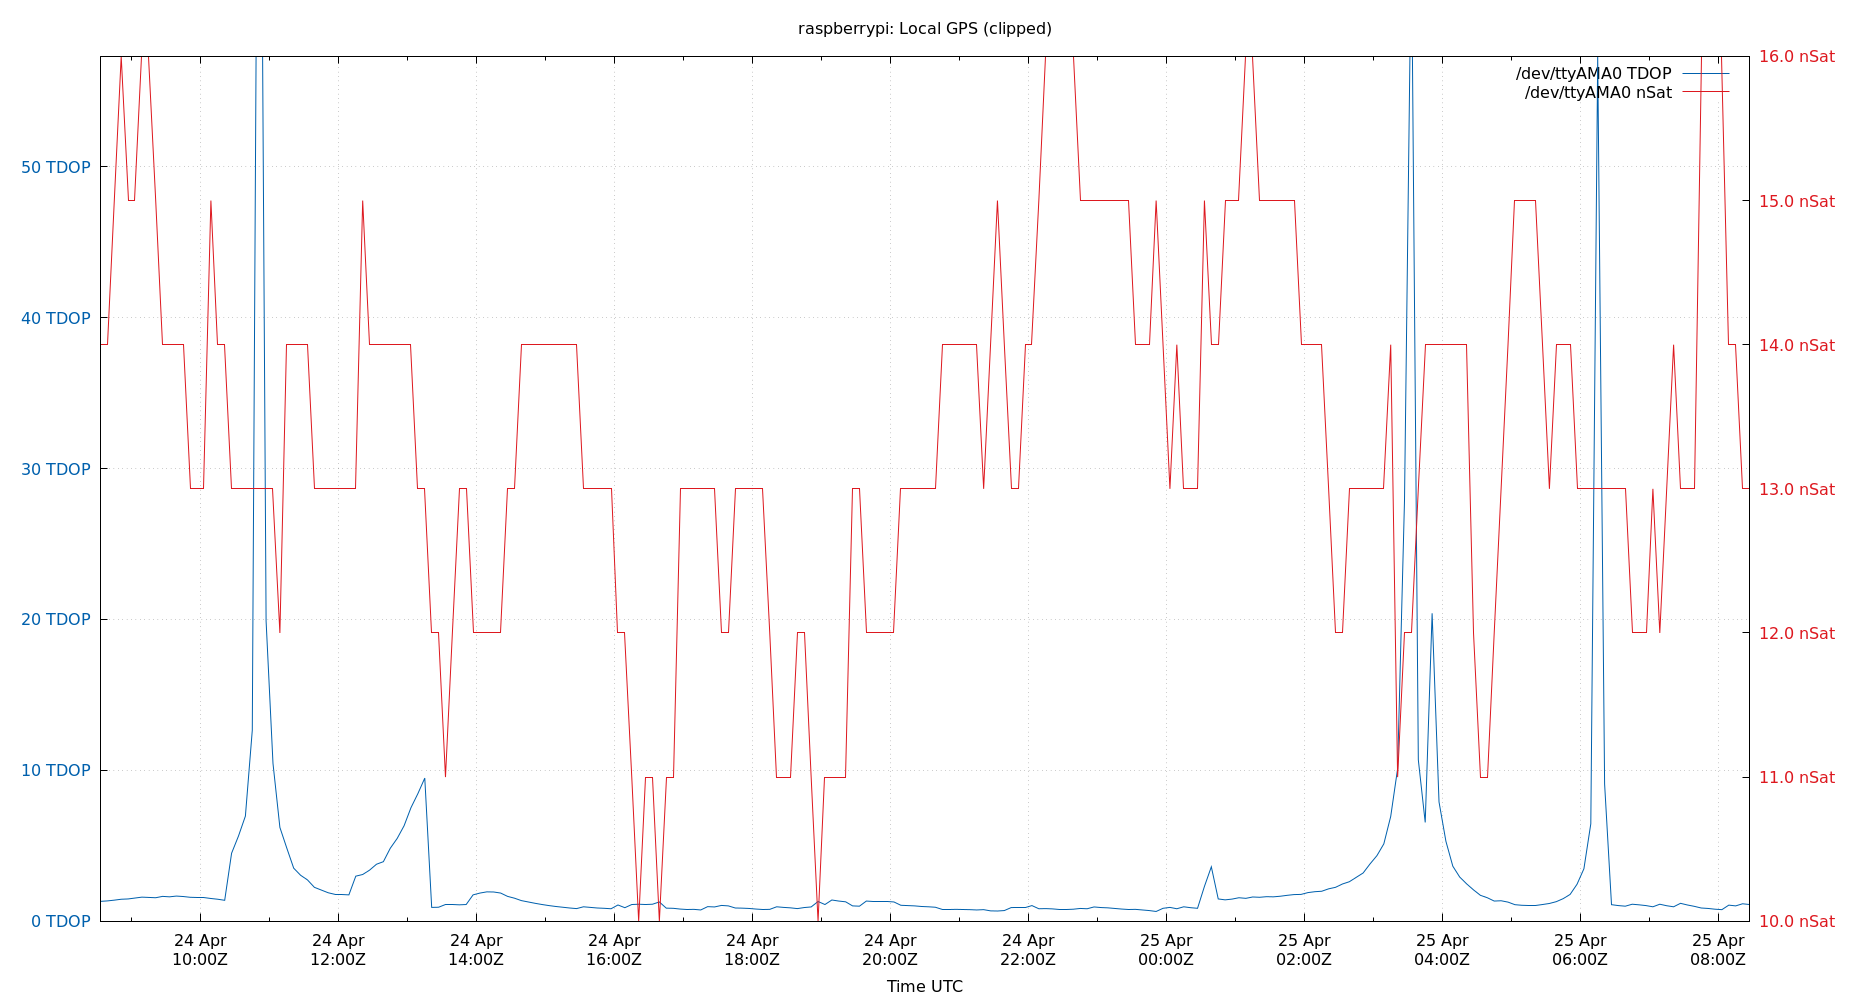 raspberrypi: Local GPS (clipped)
/dev/ttyAMA0 TDOP
/dev/ttyAMA0 nSat
50 TDOP
40 TDOP
30 TDOP
20 TDOP
10 TDOP
0 TDOP
16.0 nSat
15.0 nSat
14.0 nSat
13.0 nSat
12.0 nSat
11.0 nSat
10.0 nSat
24 Apr
10:00Z
24 Apr
12:00Z
24 Apr
14:00Z
24 Apr
16:00Z
24 Apr
18:00Z
24 Apr
20:00Z
24 Apr
22:00Z
25 Apr
00:00Z
25 Apr
02:00Z
25 Apr
04:00Z
25 Apr
06:00Z
25 Apr
08:00Z
Time UTC